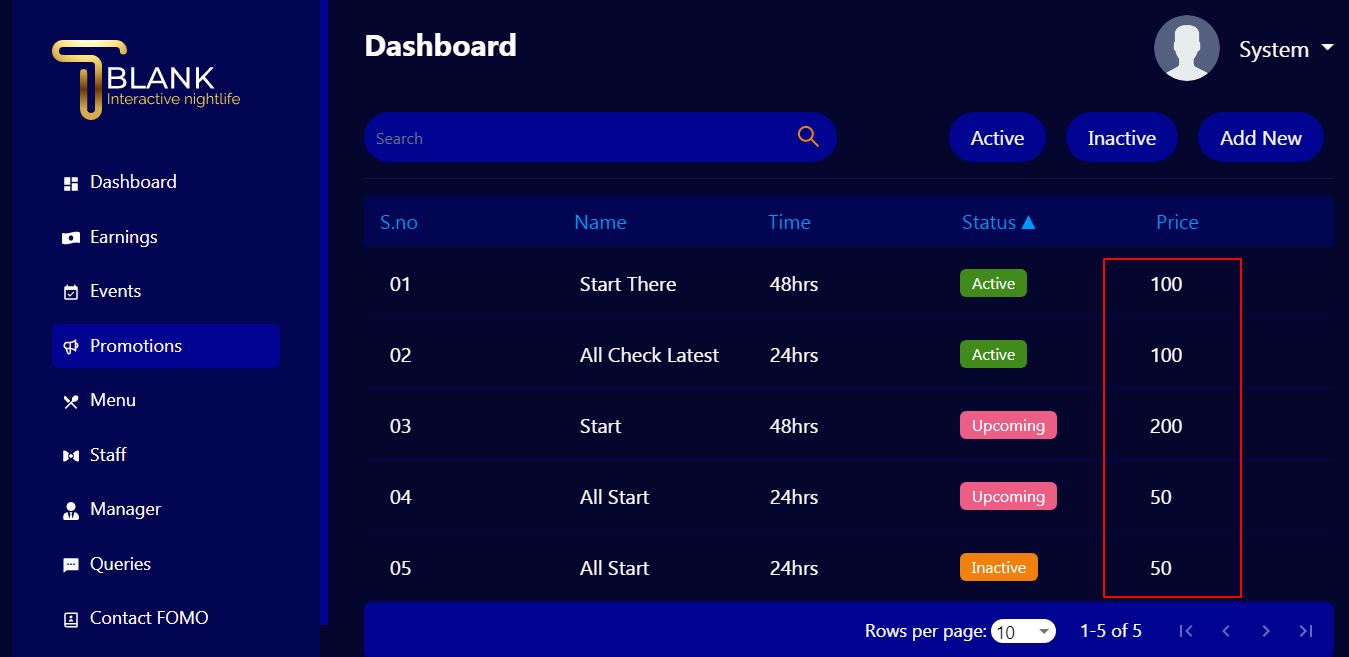 BLANK
Interactive nightlife
Dashboard
Earnings
Events
Promotions
Menu
Staff
Manager
Queries
Contact FOMO
Dashboard
System
Search
Active Inactive Add New
S.no Name Time Status ▲ Price
01 Start There 48hrs Active 100
02 All Check Latest 24hrs Active 100
03 Start 48hrs Upcoming 200
04 All Start 24hrs Upcoming 50
05 All Start 24hrs Inactive 50
Rows per page: 10 1-5 of 5